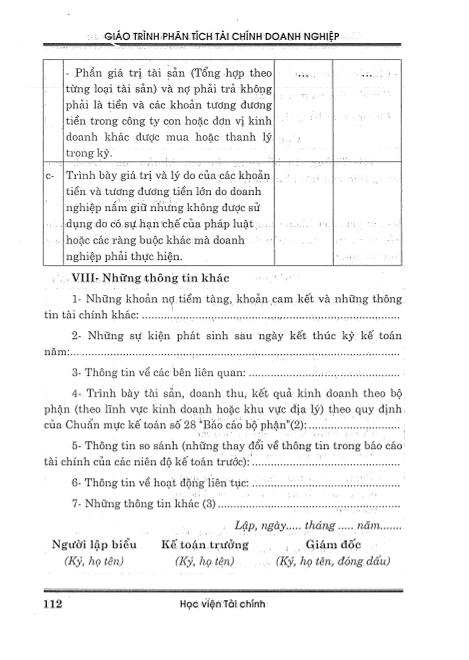 GIÁO TRÌNH PHÂN TÍCH TÀI CHÍNH DOANH NGHIỆP
- Phần giá trị tài sản (Tổng hợp theo
từng loại tài sản) và nợ phải trả không
phải là tiền và các khoản tương đương
tiền trong công ty con hoặc đơn vị kinh
doanh khác được mua hoặc thanh lý
trong kỳ.
c- Trình bày giá trị và lý do của các khoản
tiền và tương đương tiền lớn do doanh
nghiệp nắm giữ nhưng không được sử
dụng do có sự hạn chế của pháp luật
hoặc các ràng buộc khác mà doanh
nghiệp phải thực hiện.
VIII- Những thông tin khác
1- Những khoản nợ tiềm tàng, khoản cam kết và những thông
tin tài chính khác: ..........................................................
2- Những sự kiện phát sinh sau ngày kết thúc kỳ kế toán
năm:... ..........................................................................
3- Thông tin về các bên liên quan: ..................................
4- Trình bày tài sản, doanh thu, kết quả kinh doanh theo bộ
phận (theo lĩnh vực kinh doanh hoặc khu vực địa lý) theo quy định
của Chuẩn mực kế toán số 28 "Báo cáo bộ phận"(2): .....................
5- Thông tin so sánh (những thay đổi về thông tin trong báo cáo
tài chính của các niên độ kế toán trước): ..................................
6- Thông tin về hoạt động liên tục: ..................................
7- Những thông tin khác (3) .............................................
Lập, ngày..... tháng ..... năm.......
Người lập biểu Kế toán trưởng Giám đốc
(Ký, họ tên) (Ký, họ tên) (Ký, họ tên, đóng dấu)
112 Học viện Tài chính